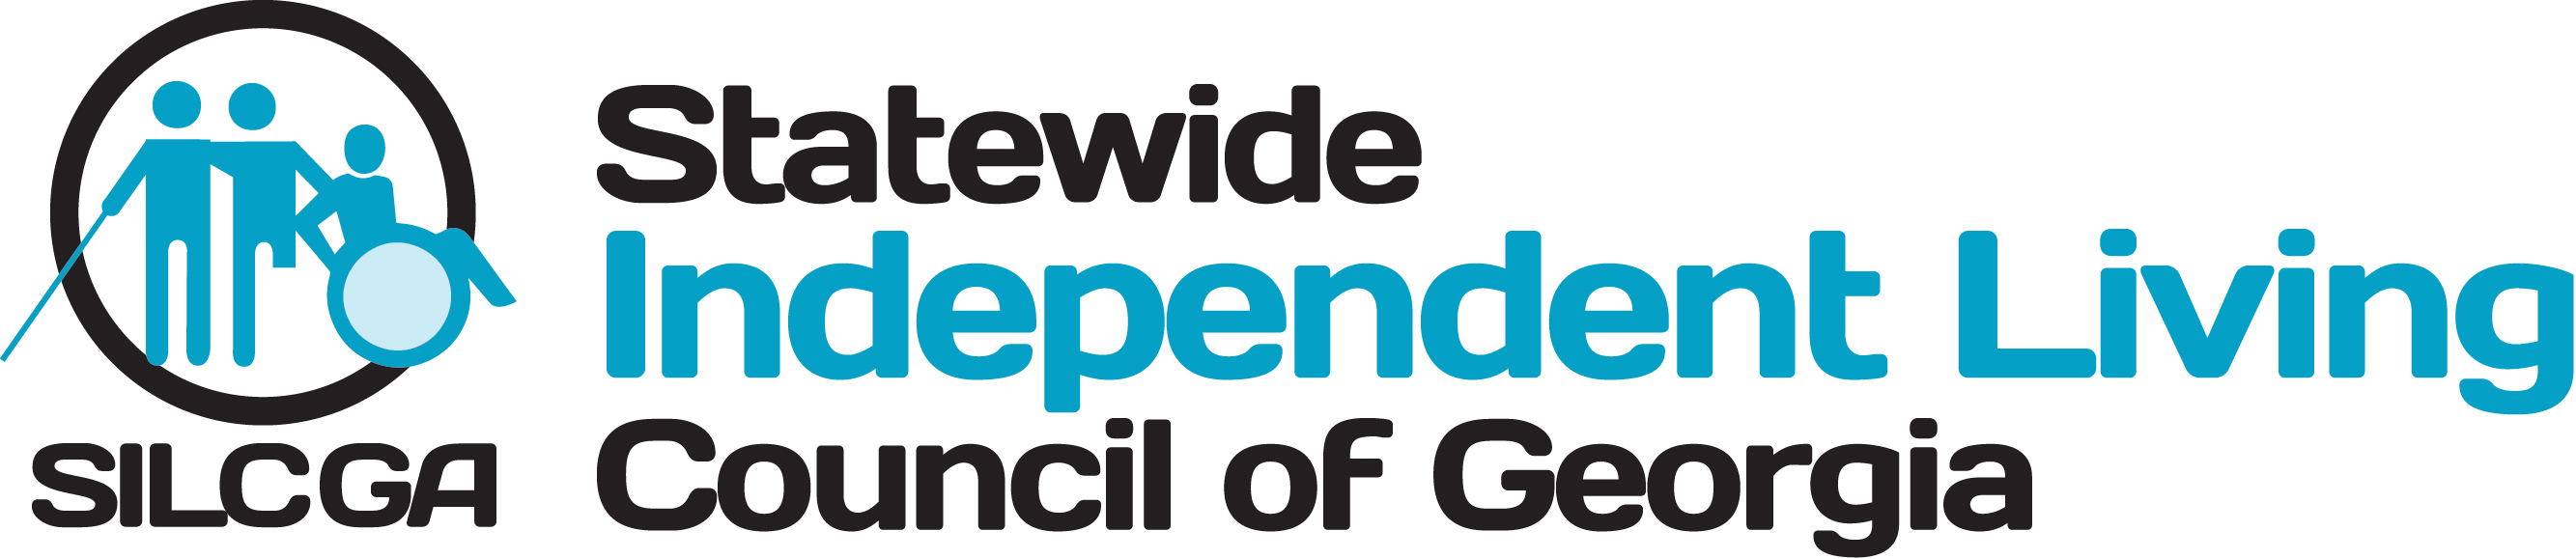 SILCGA
Statewide
Independent Living
Council of Georgia